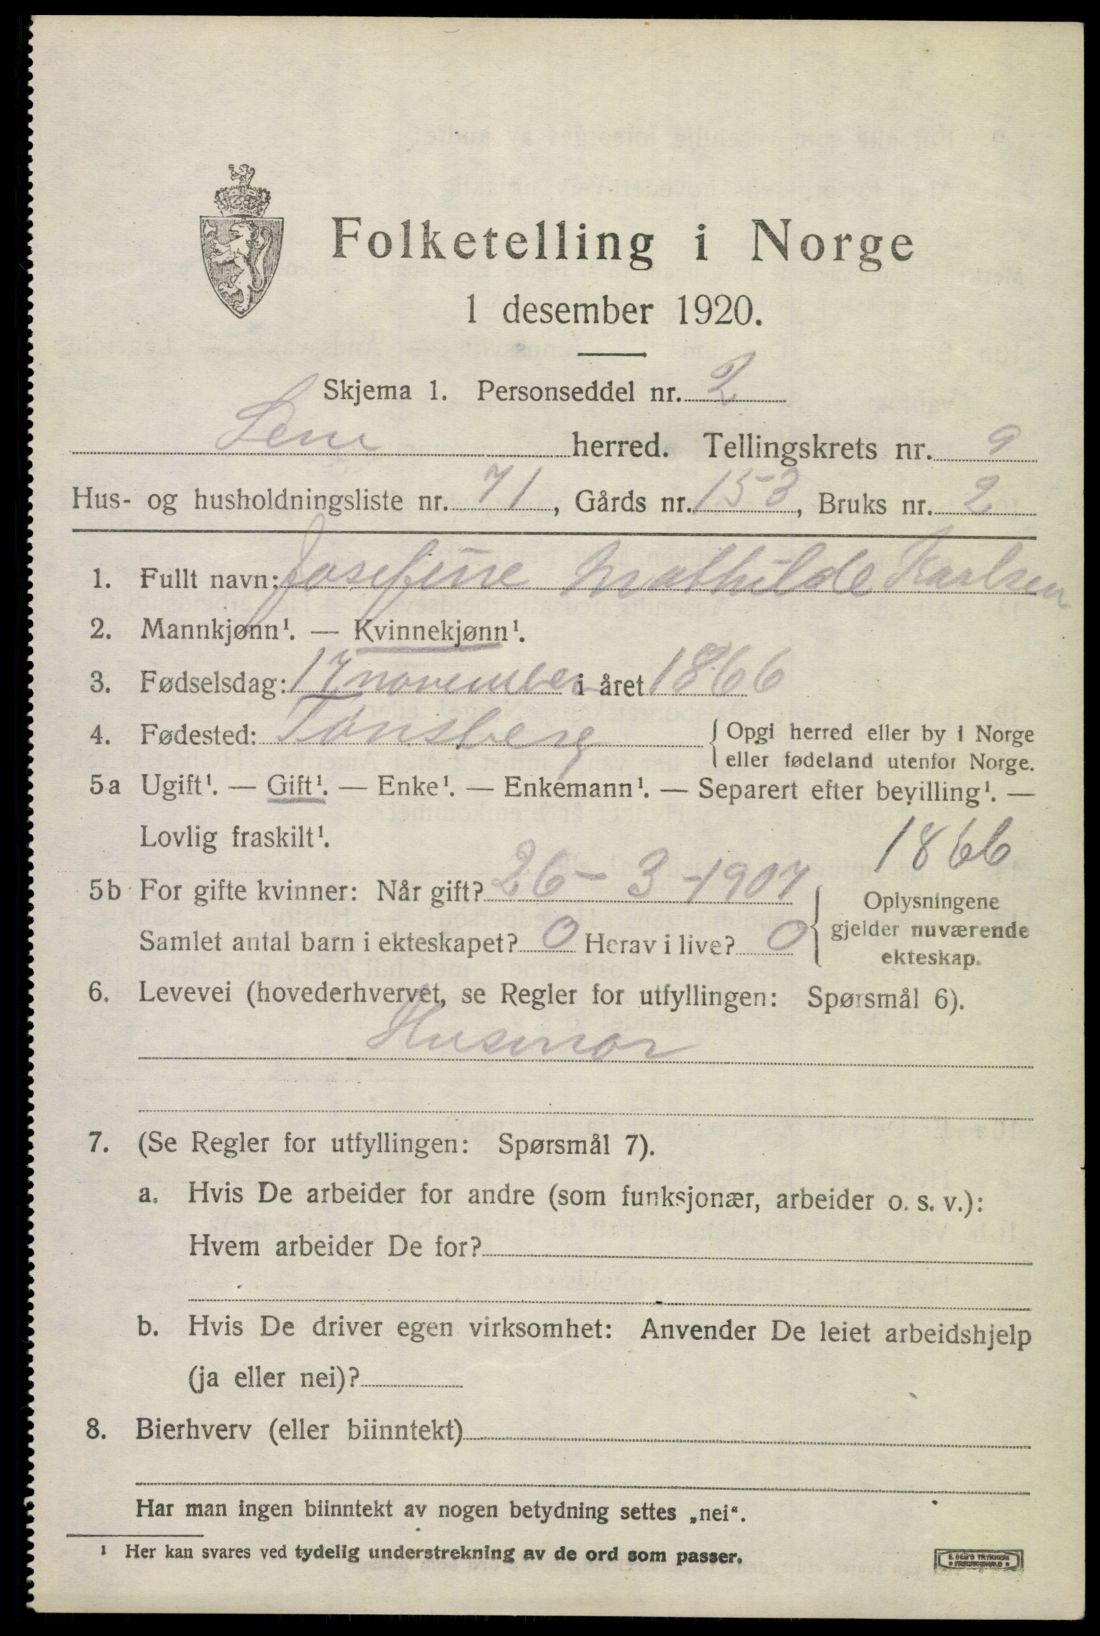 Folketelling i Norge
1 desember 1920.
Skjema 1. Personseddel nr. 2
Sem herred. Tellingskrets nr. 9
Hus- og husholdningsliste nr. 71, Gårds nr. 153, Bruks nr. 2
1. Fullt navn: Josefine Mathilde Karlsen
2. Mannkjønn¹. — Kvinnekjønn¹.
3. Fødselsdag: 17 november i året 1866
4. Fødested: Tønsberg { Opgi herred eller by i Norge
eller fødeland utenfor Norge.
5a Ugift¹. — Gift¹. — Enke¹. — Enkemann¹. — Separert efter bevilling¹. —
Lovlig fraskilt¹.
1866
5b For gifte kvinner: Når gift? 26-3-1907
Samlet antal barn i ekteskapet? 0 Herav i live? 0
Oplysningene
gjelder nuværende
ekteskap.
6. Levevei (hovederhvervet, se Regler for utfyllingen: Spørsmål 6).
Husmor
7. (Se Regler for utfyllingen: Spørsmål 7).
a. Hvis De arbeider for andre (som funksjonær, arbeider o. s. v.):
Hvem arbeider De for?
b. Hvis De driver egen virksomhet: Anvender De leiet arbeidshjelp
(ja eller nei)?
8. Bierhverv (eller biinntekt)
Har man ingen biinntekt av nogen betydning settes „nei".
¹ Her kan svares ved tydelig understrekning av de ord som passer.